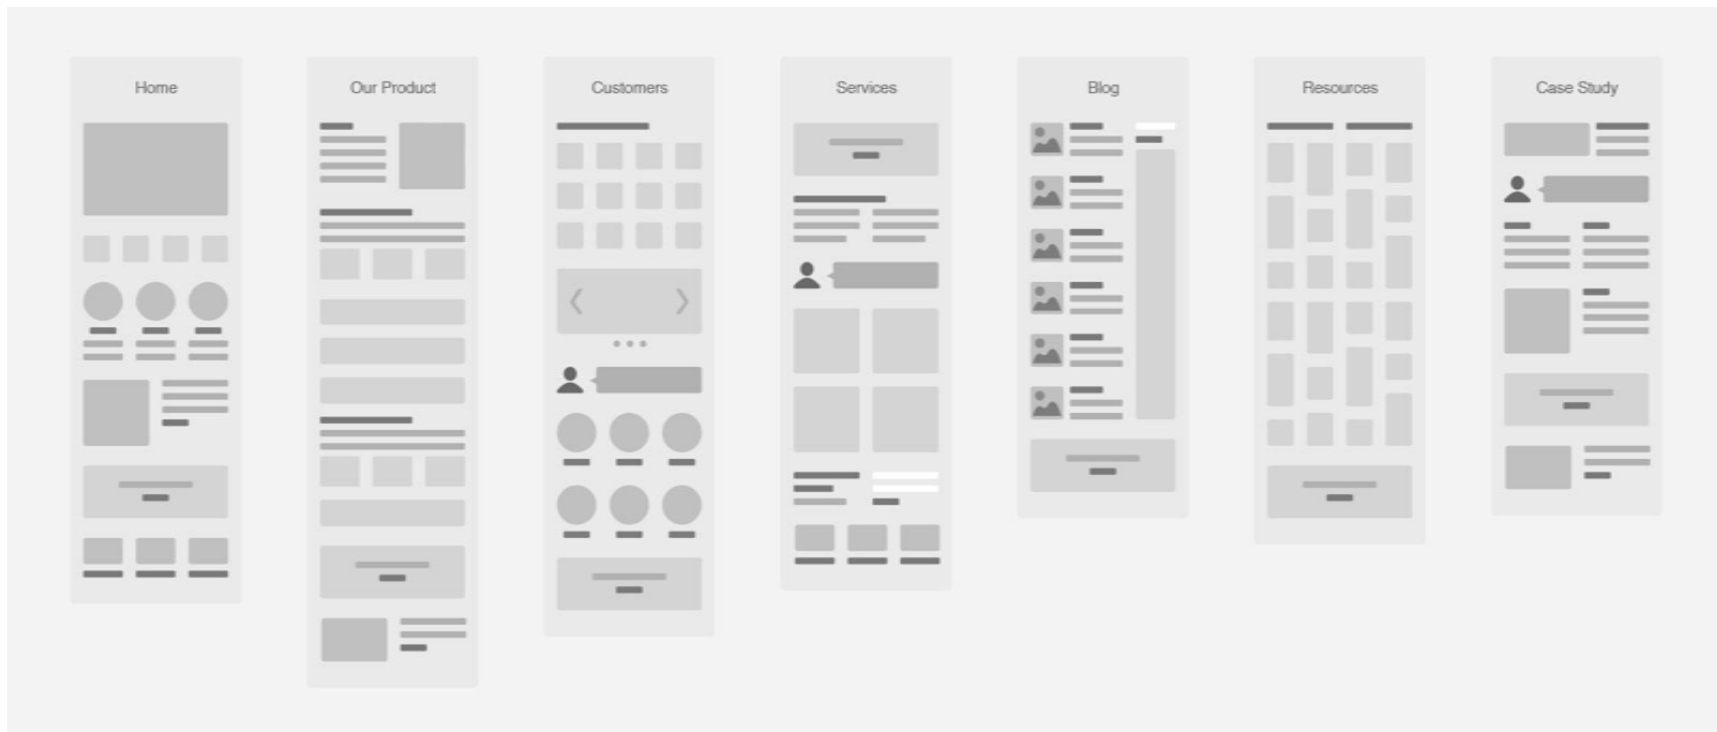 Home
Our Product
Customers
Services
Blog
Resources
Case Study